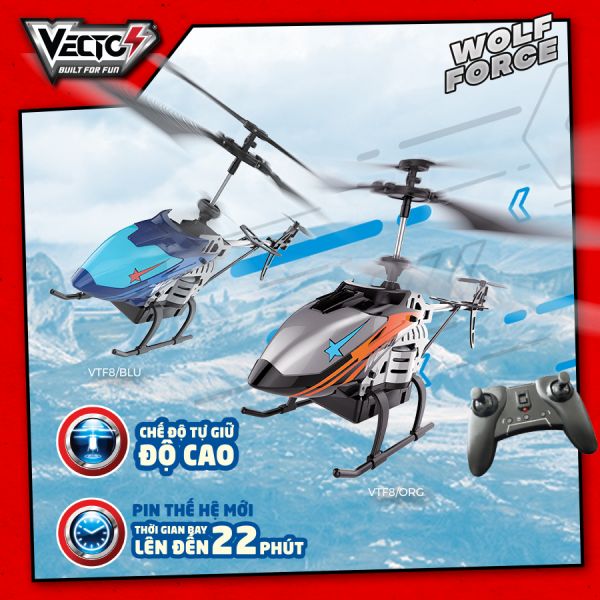 VECTO
BUILT FOR FUN
WOLF
FORCE
VTF8/BLU
VTF8/ORG
CHẾ ĐỘ TỰ GIỮ
ĐỘ CAO
PIN THẾ HỆ MỚI
THỜI GIAN BAY
LÊN ĐẾN 22 PHÚT